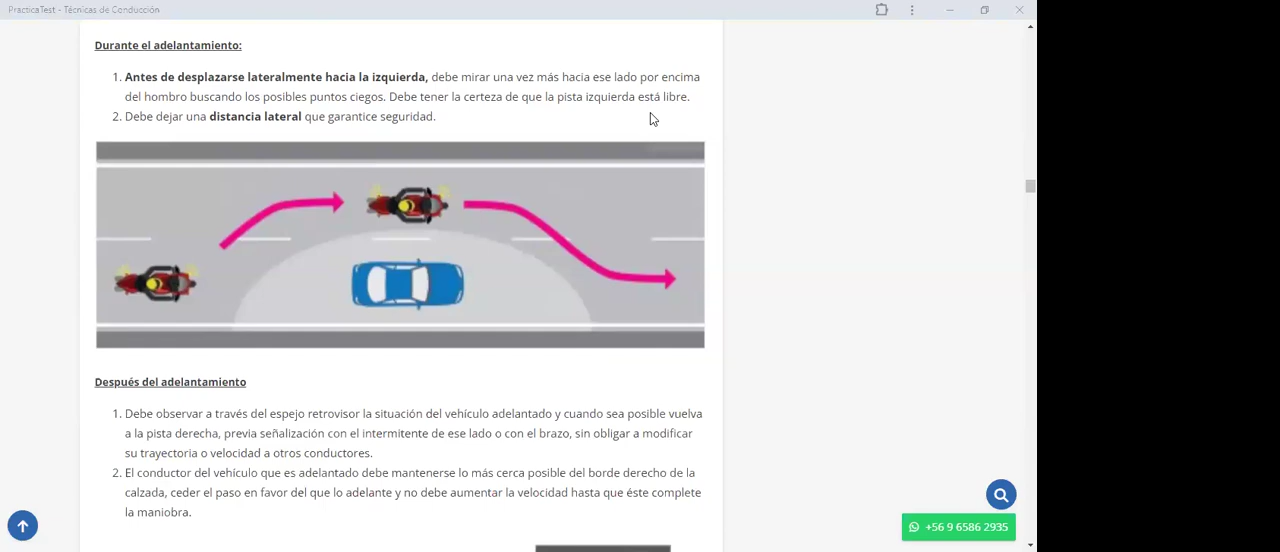 PracticaTest - Técnicas de Conducción
Durante el adelantamiento:
1. Antes de desplazarse lateralmente hacia la izquierda, debe mirar una vez más hacia ese lado por encima
del hombro buscando los posibles puntos ciegos. Debe tener la certeza de que la pista izquierda está libre.
2. Debe dejar una distancia lateral que garantice seguridad.
Después del adelantamiento
1. Debe observar a través del espejo retrovisor la situación del vehículo adelantado y cuando sea posible vuelva
a la pista derecha, previa señalización con el intermitente de ese lado o con el brazo, sin obligar a modificar
su trayectoria o velocidad a otros conductores.
2. El conductor del vehículo que es adelantado debe mantenerse lo más cerca posible del borde derecho de la
calzada, ceder el paso en favor del que lo adelante y no debe aumentar la velocidad hasta que éste complete
la maniobra.
+56 9 6586 2935